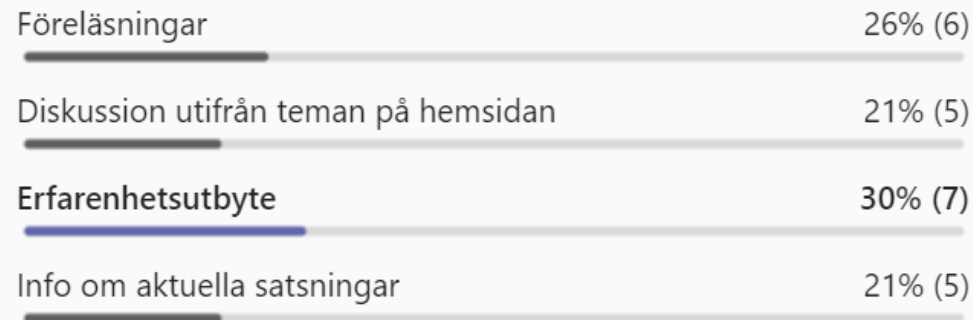 Föreläsningar 26% (6)
Diskussion utifrån teman på hemsidan 21% (5)
Erfarenhetsutbyte 30% (7)
Info om aktuella satsningar 21% (5)